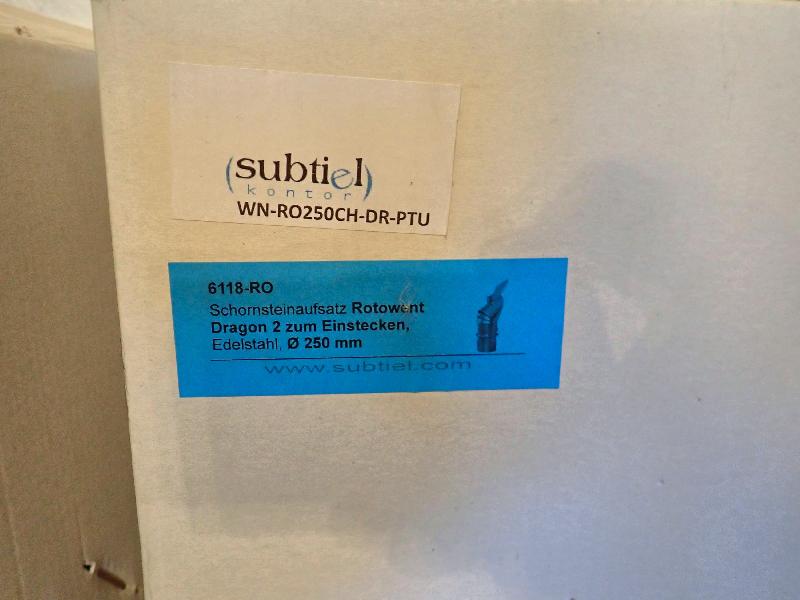 (subtiel)
kontor
WN-RO250CH-DR-PTU
6118-RO
Schornsteinaufsatz Rotowent
Dragon 2 zum Einstecken,
Edelstahl, Ø 250 mm
www.subtiel.com